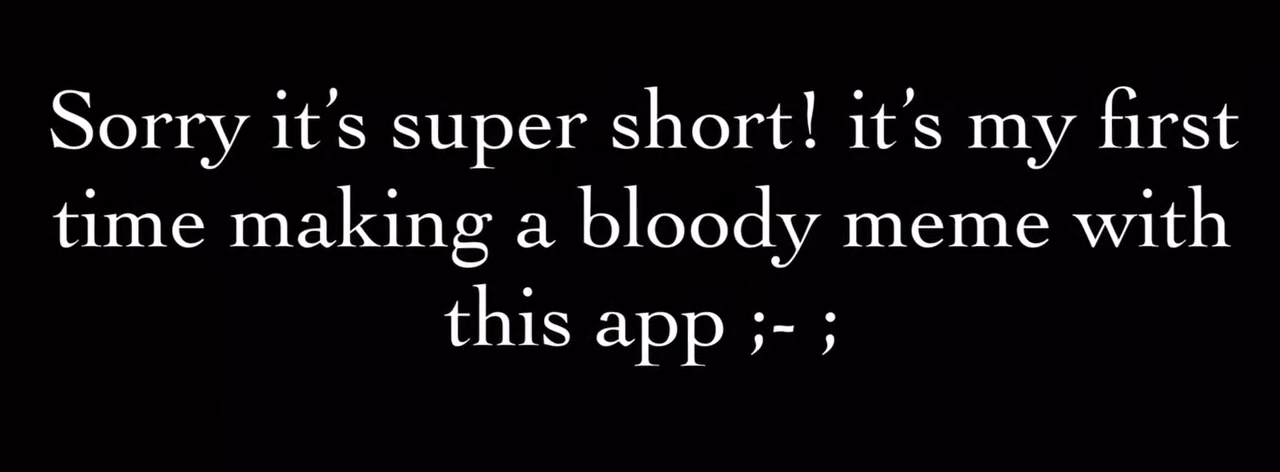 Sorry it’s super short! it’s my first
time making a bloody meme with
this app ;- ;